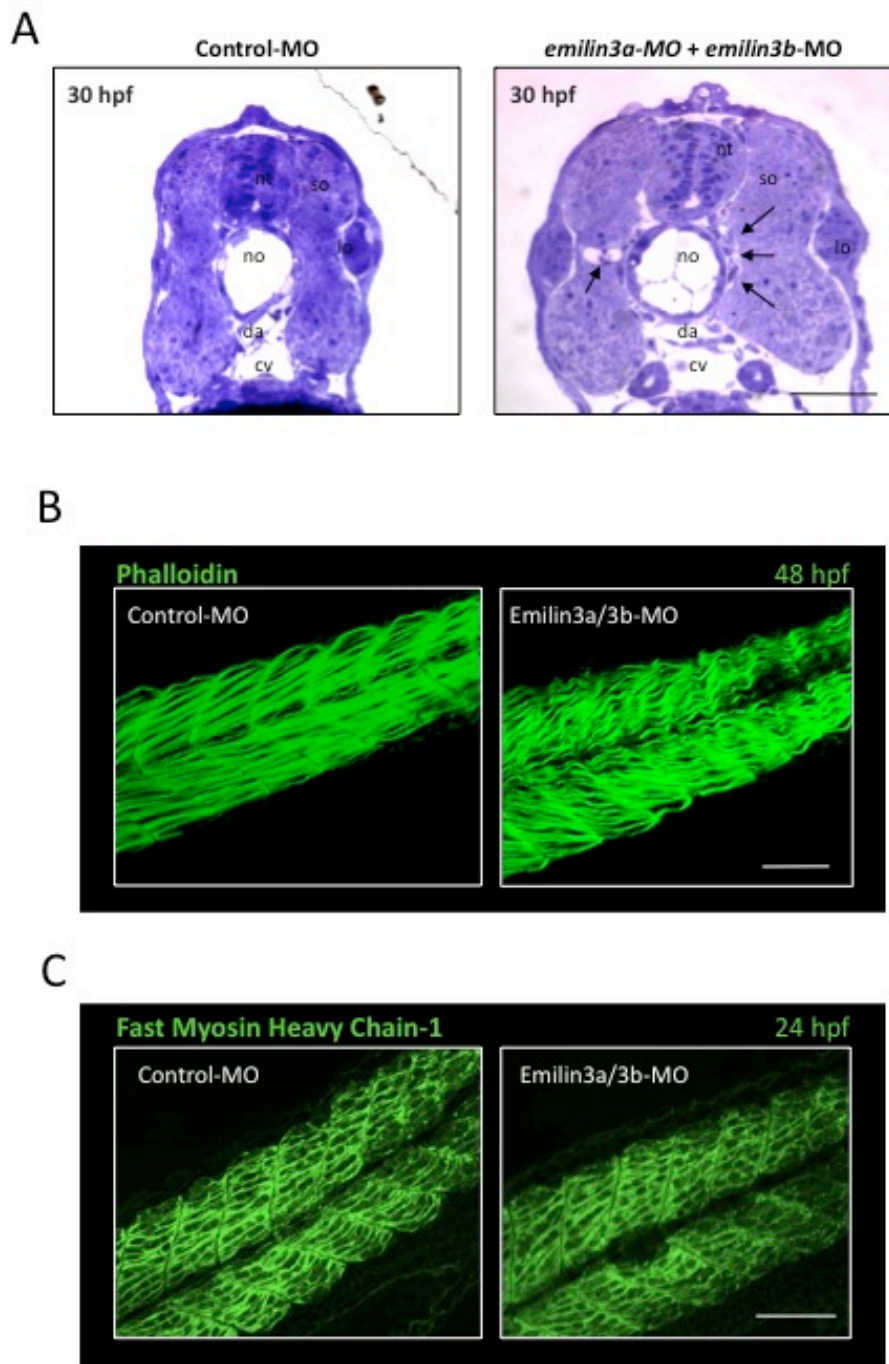 A
Control-MO
emilin3a-MO + emilin3b-MO
30 hpf
nt
so
lo
no
da
cv
30 hpf
nt
so
lo
no
da
cv
B
Phalloidin
48 hpf
Control-MO
Emilin3a/3b-MO
C
Fast Myosin Heavy Chain-1
24 hpf
Control-MO
Emilin3a/3b-MO